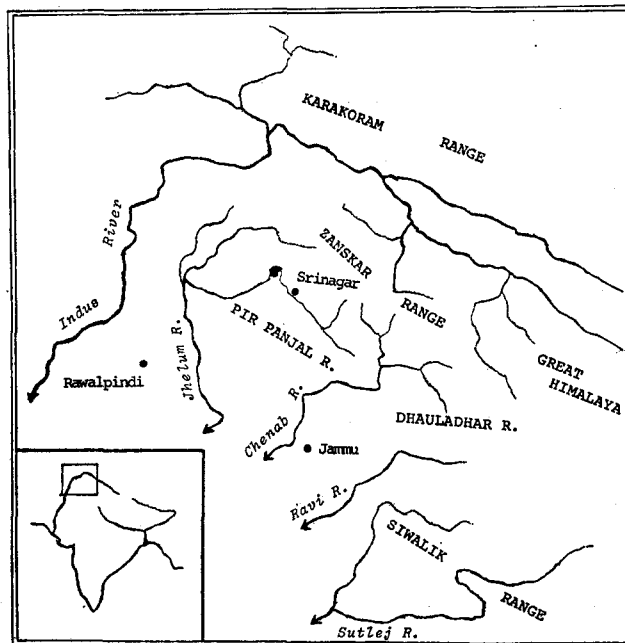 KARAKORAM
RANGE
River
Indus
ZANSKAR
RANGE
Srinagar
PIR PANJAL R.
Jhelum R.
Rawalpindi
GREAT
HIMALAYA
Chenab R.
DHAULADHAR R.
Jammu
Ravi R.
SIWALIK
RANGE
Sutlej R.